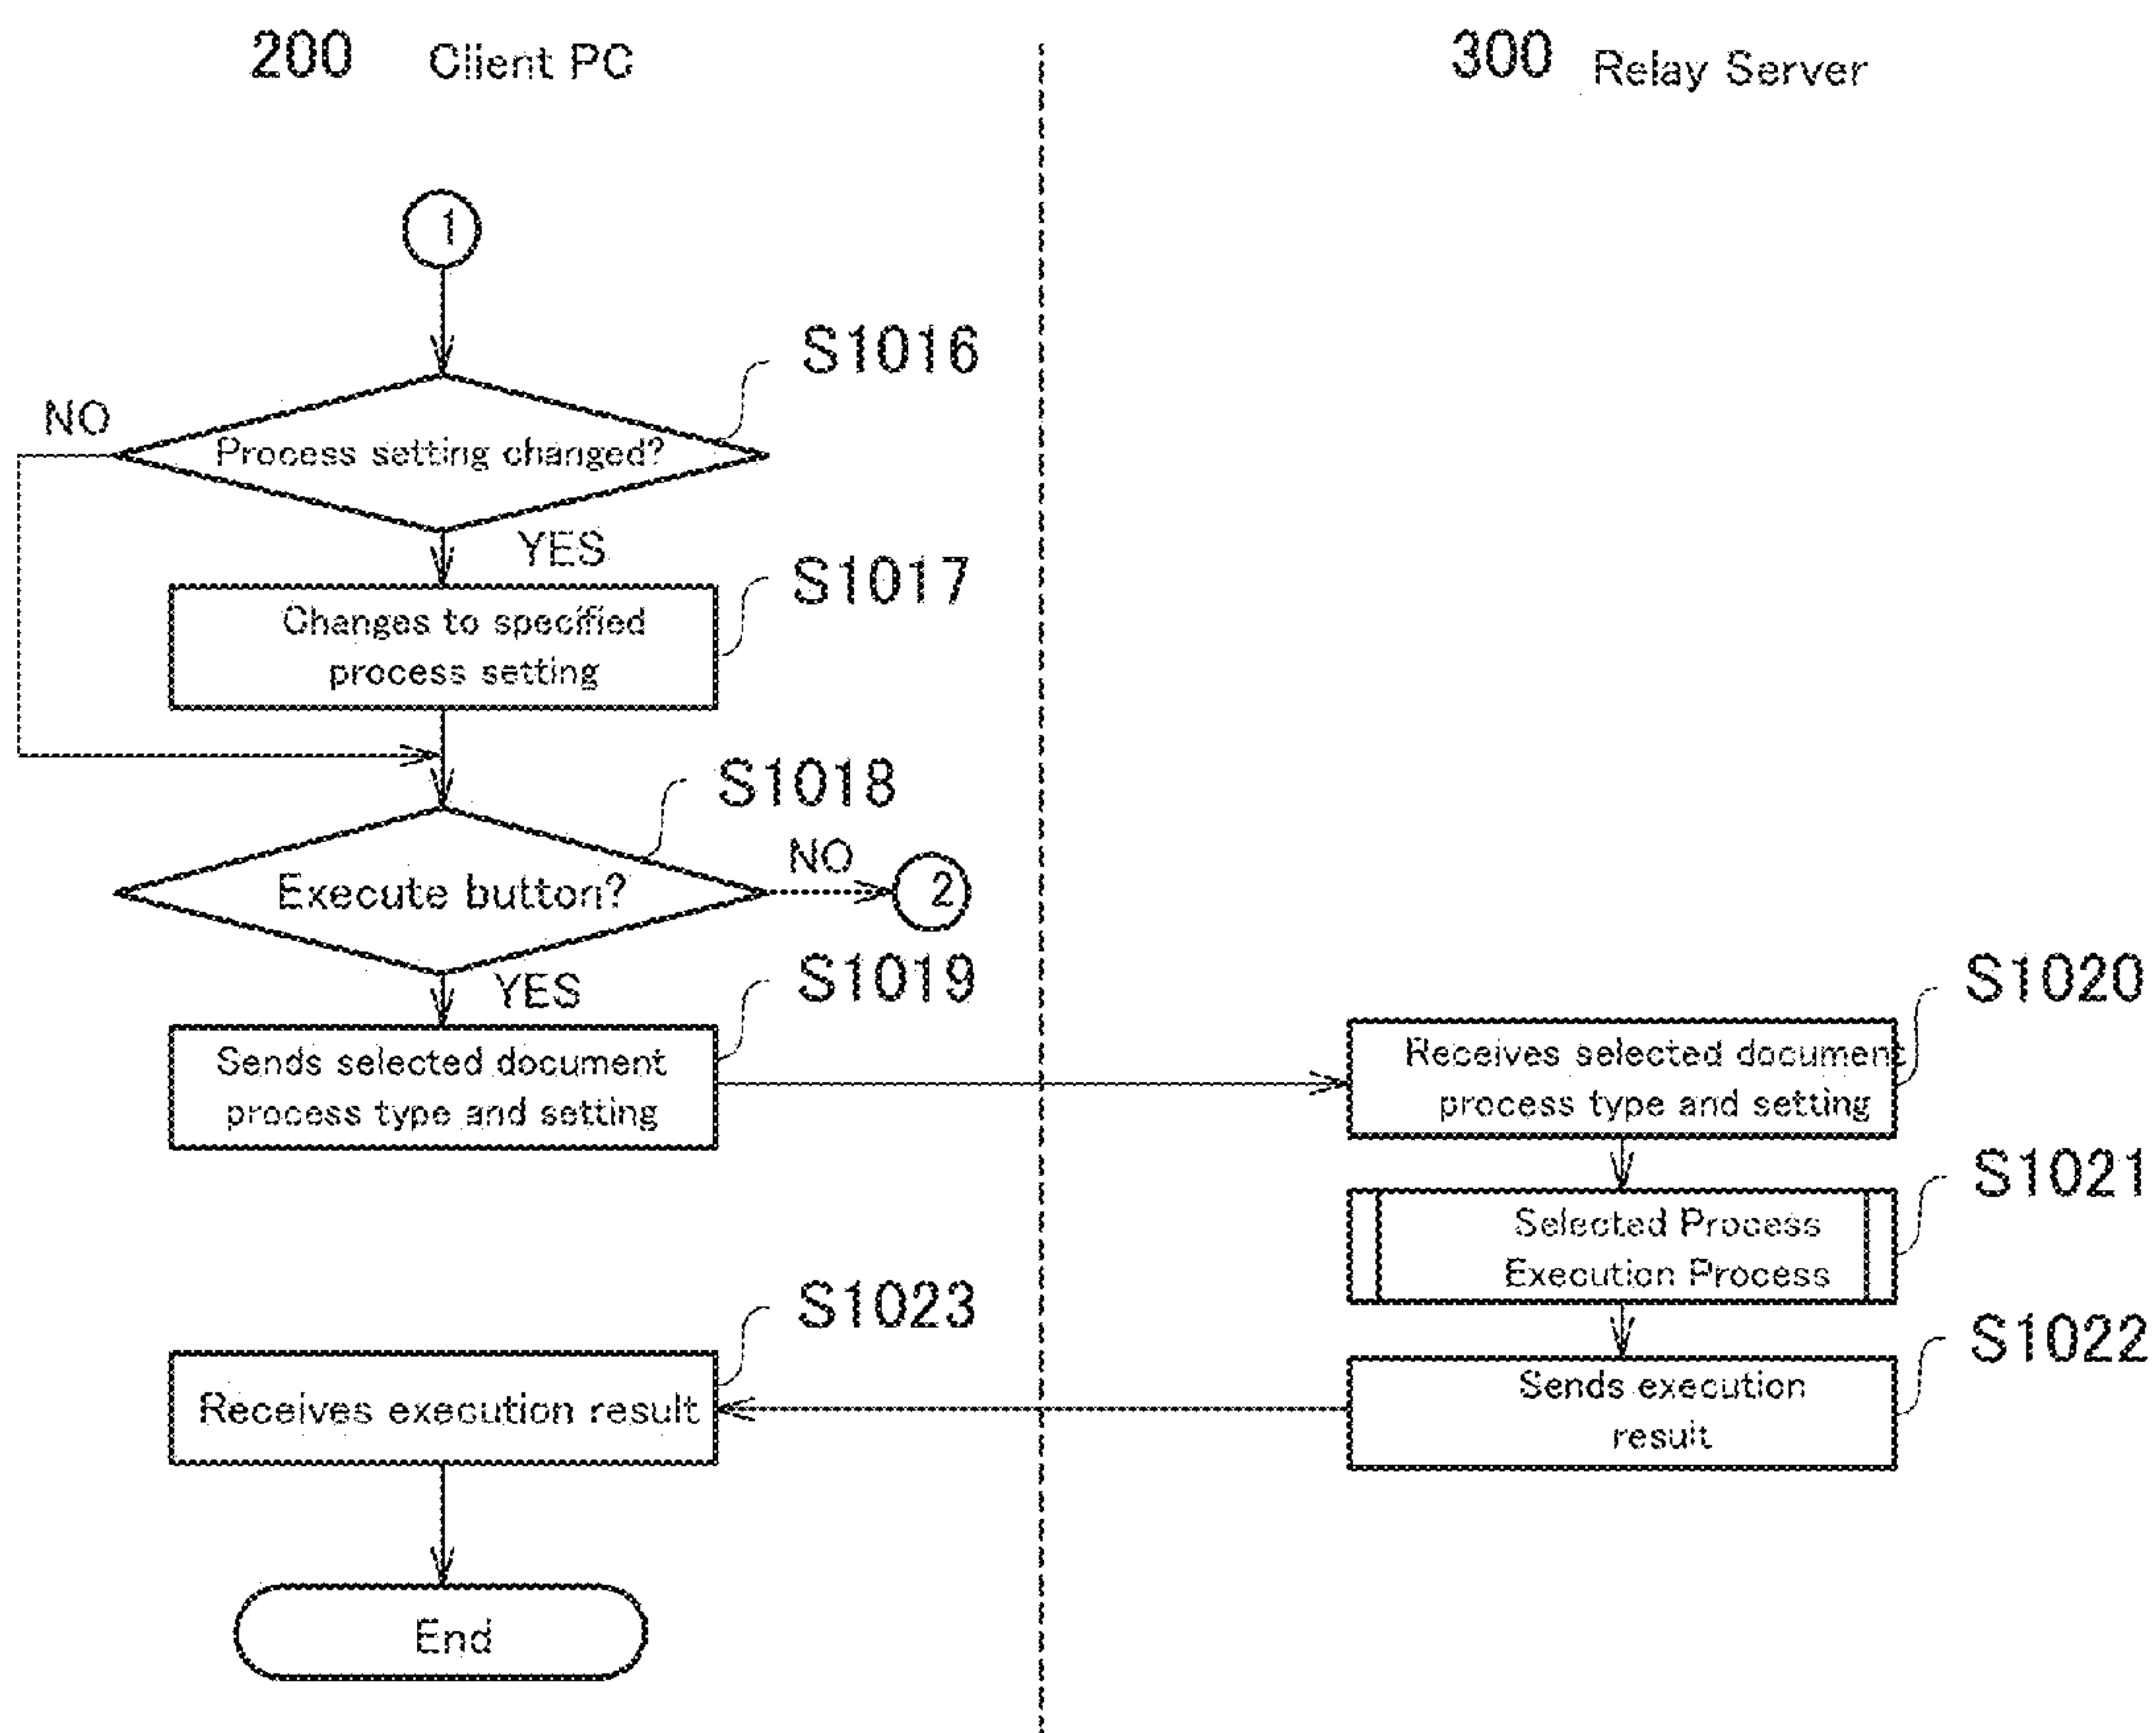 200 Client PC
300 Relay Server
1
S1016
NO
Process setting changed?
YES
S1017
Changes to specified
process setting
S1018
NO
Execute button?
2
YES
S1019
Sends selected document
process type and setting
S1020
Receives selected document
process type and setting
S1021
Selected Process
Execution Process
S1022
Sends execution
result
S1023
Receives execution result
End